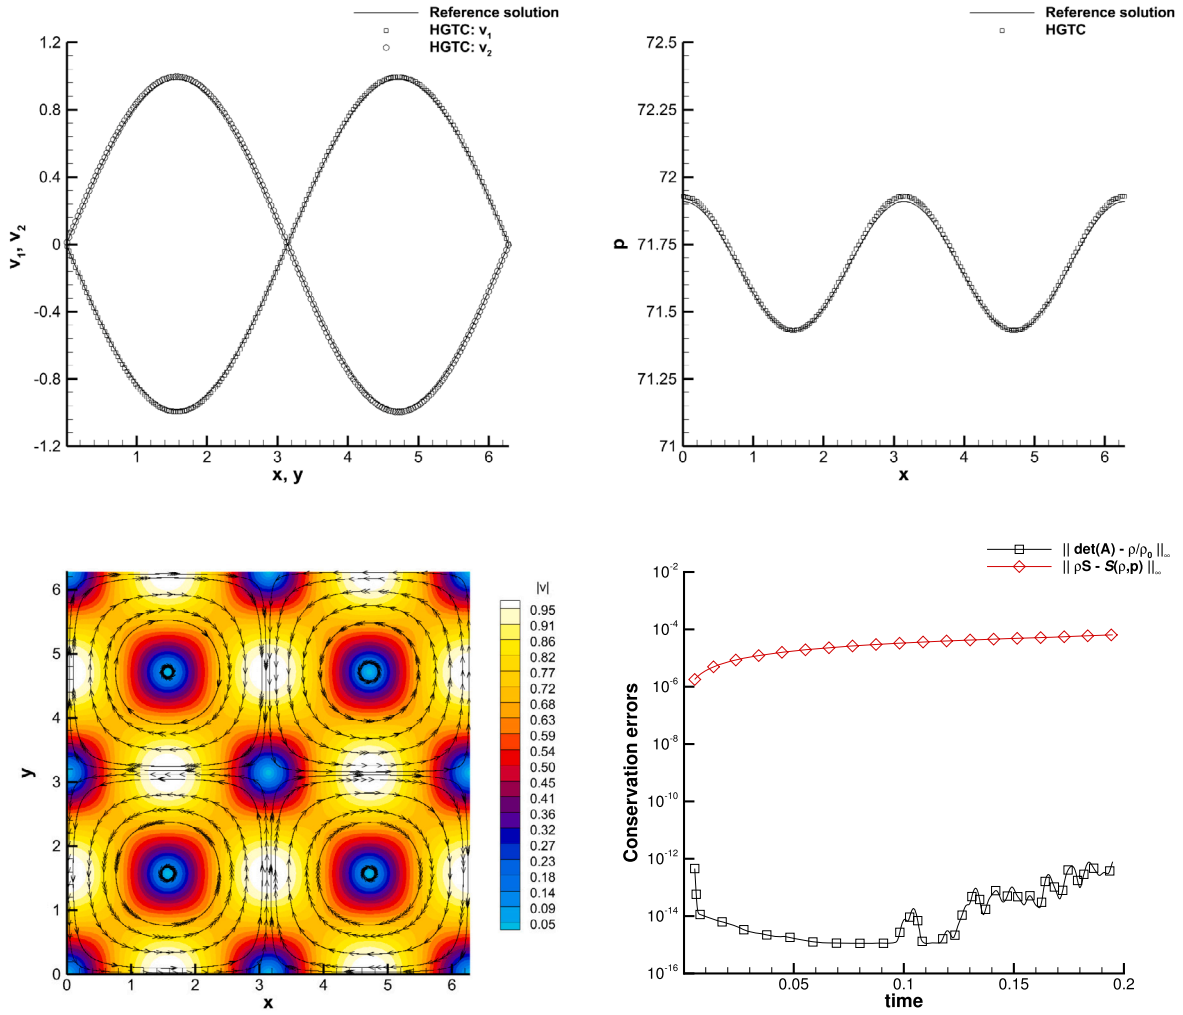 Reference solution
HGTC: v1
HGTC: v2
1.2
0.8
0.4
0
-0.4
-0.8
-1.2
v1, v2
0 1 2 3 4 5 6
x, y
Reference solution
HGTC
72.5
72.25
72
71.75
71.5
71.25
71
p
0 1 2 3 4 5 6
x
6
5
4
3
2
1
0
y
0 1 2 3 4 5 6
x
|v|
0.95
0.91
0.86
0.82
0.77
0.72
0.68
0.63
0.59
0.54
0.50
0.45
0.41
0.36
0.32
0.27
0.23
0.18
0.14
0.09
0.05
|| det(A) - ρ/ρ0 ||∞
|| ρS - S(ρ,p) ||∞
10-2
10-4
10-6
10-8
10-10
10-12
10-14
10-16
Conservation errors
0.05 0.1 0.15 0.2
time